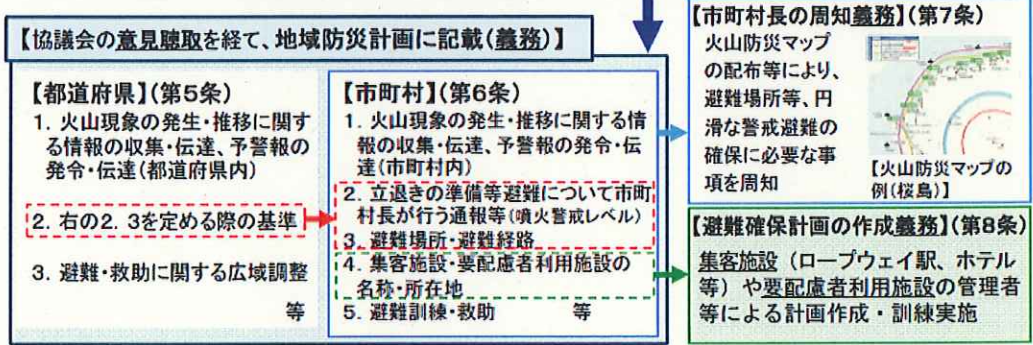 【協議会の意見聴取を経て、地域防災計画に記載(義務)】
【都道府県】(第5条)
1. 火山現象の発生・推移に関す
る情報の収集・伝達、予警報の
発令・伝達(都道府県内)
2. 右の2. 3を定める際の基準
3. 避難・救助に関する広域調整
等
【市町村】(第6条)
1. 火山現象の発生・推移に関する情
報の収集・伝達、予警報の発令・伝
達(市町村内)
2. 立退きの準備等避難について市町
村長が行う通報等(噴火警戒レベル)
3. 避難場所・避難経路
4. 集客施設・要配慮者利用施設の
名称・所在地
5. 避難訓練・救助 等
【市町村長の周知義務】(第7条)
火山防災マップ
の配布等により、
避難場所等、円
滑な警戒避難の
確保に必要な事
項を周知
【火山防災マップの
例(桜島)】
【避難確保計画の作成義務】(第8条)
集客施設（ロープウェイ駅、ホテル
等）や要配慮者利用施設の管理者
等による計画作成・訓練実施